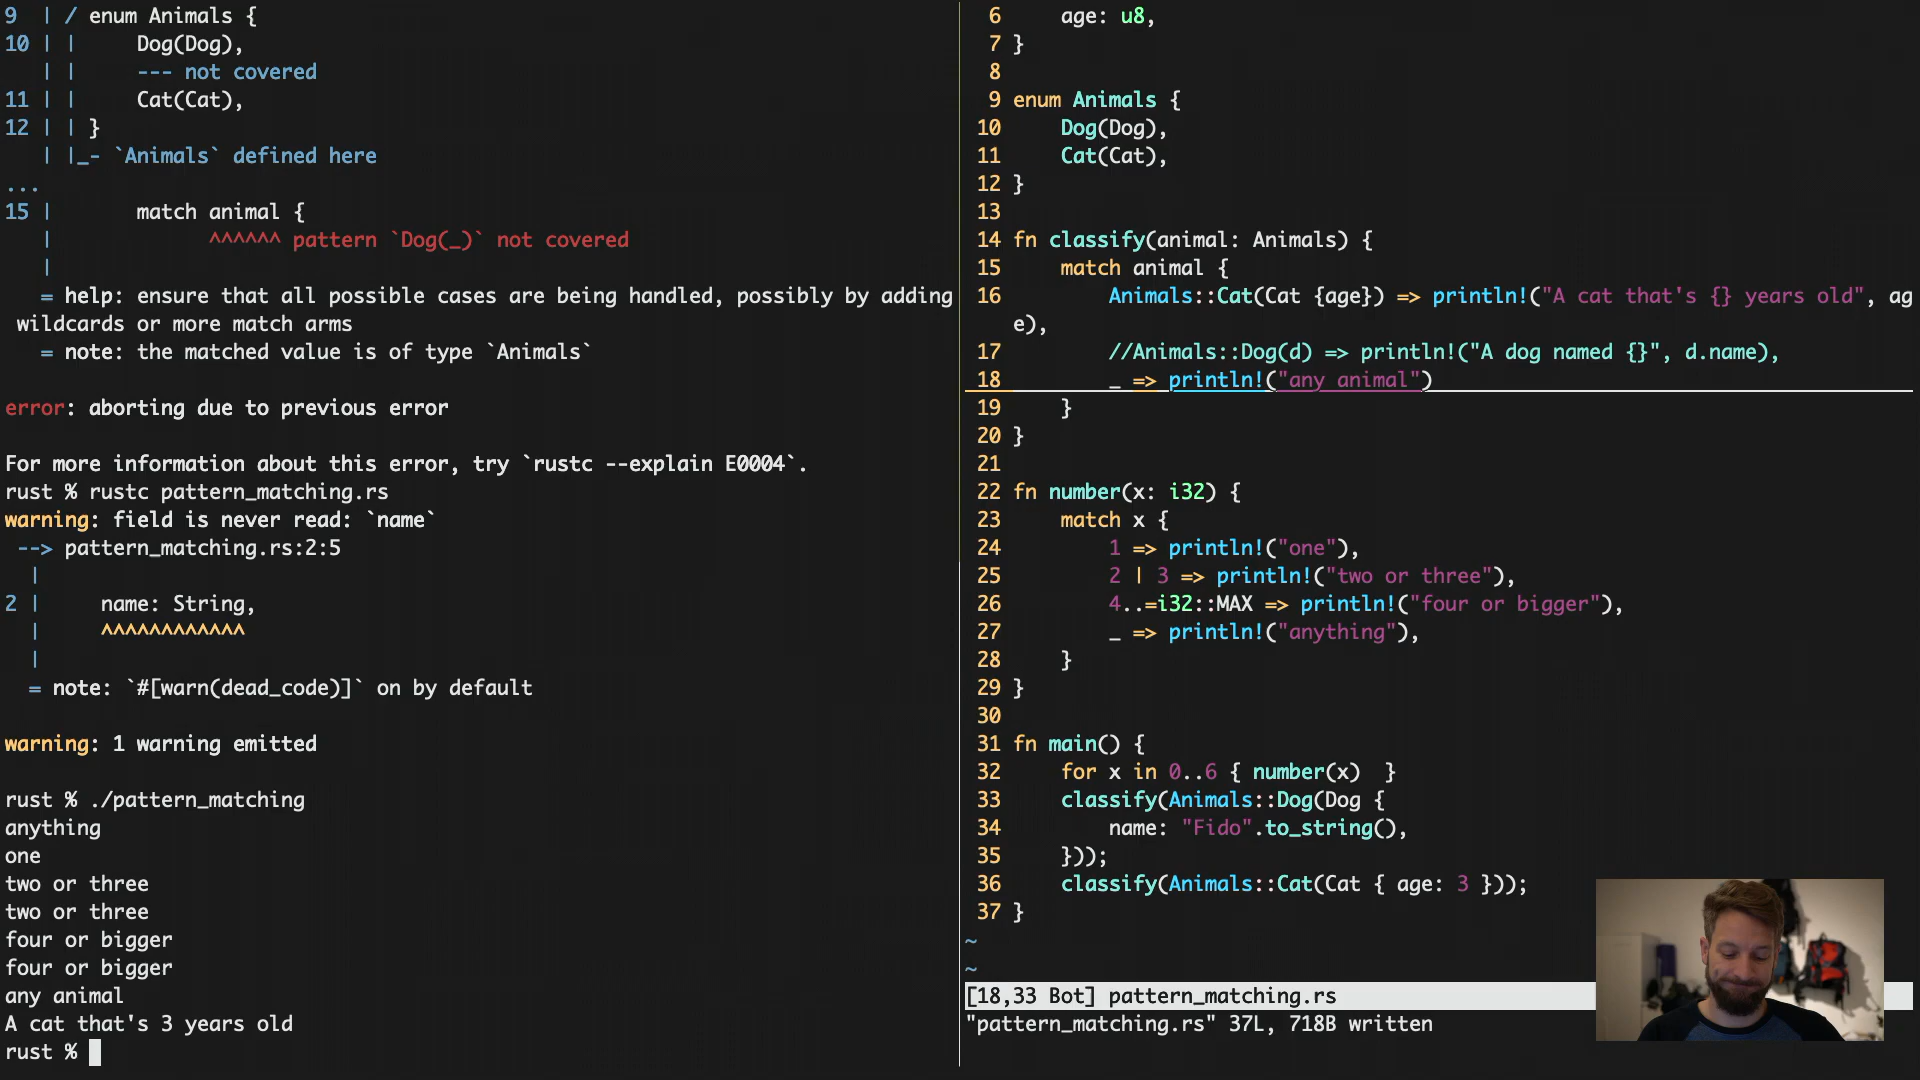 9  | / enum Animals {
10 | |     Dog(Dog),
   | |     --- not covered
11 | |     Cat(Cat),
12 | | }
   | |_- `Animals` defined here
...
15 |       match animal {
   |             ^^^^^^ pattern `Dog(_)` not covered
   |
   = help: ensure that all possible cases are being handled, possibly by adding
 wildcards or more match arms
   = note: the matched value is of type `Animals`
error: aborting due to previous error
For more information about this error, try `rustc --explain E0004`.
rust % rustc pattern_matching.rs
warning: field is never read: `name`
 --> pattern_matching.rs:2:5
  |
2 |     name: String,
  |     ^^^^^^^^^^^^
  |
  = note: `#[warn(dead_code)]` on by default
warning: 1 warning emitted
rust % ./pattern_matching
anything
one
two or three
two or three
four or bigger
four or bigger
any animal
A cat that's 3 years old
rust %
6     age: u8,
7 }
8
9 enum Animals {
10     Dog(Dog),
11     Cat(Cat),
12 }
13
14 fn classify(animal: Animals) {
15     match animal {
16         Animals::Cat(Cat {age}) => println!("A cat that's {} years old", ag
e),
17         //Animals::Dog(d) => println!("A dog named {}", d.name),
18         _ => println!("any animal")
19     }
20 }
21
22 fn number(x: i32) {
23     match x {
24         1 => println!("one"),
25         2 | 3 => println!("two or three"),
26         4..=i32::MAX => println!("four or bigger"),
27         _ => println!("anything"),
28     }
29 }
30
31 fn main() {
32     for x in 0..6 { number(x)  }
33     classify(Animals::Dog(Dog {
34         name: "Fido".to_string(),
35     }));
36     classify(Animals::Cat(Cat { age: 3 }));
37 }
~
~
[18,33 Bot] pattern_matching.rs
"pattern_matching.rs" 37L, 718B written